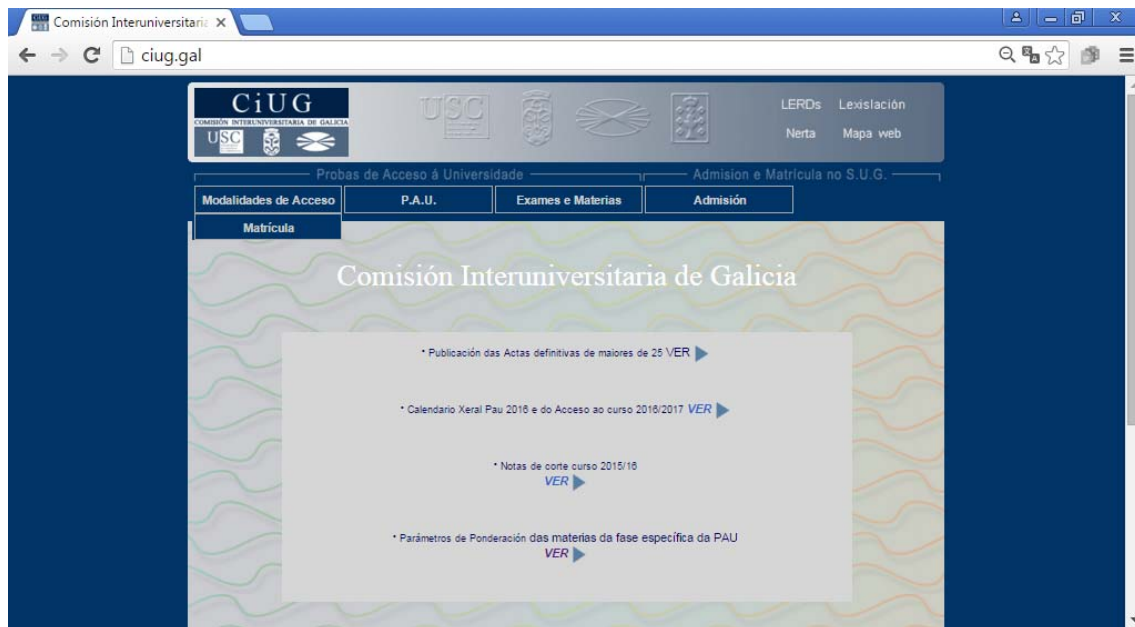 Comisión Interuniversitaria
ciug.gal
CiUG
COMISIÓN INTERUNIVERSITARIA DE GALICIA
USC
USC
LERDs Lexislación
Nerta Mapa web
Probas de Acceso á Universidade
Admision e Matrícula no S.U.G.
Modalidades de Acceso
P.A.U.
Exames e Materias
Admisión
Matrícula
Comisión Interuniversitaria de Galicia
* Publicación das Actas definitivas de maiores de 25 VER
* Calendario Xeral Pau 2016 e do Acceso ao curso 2016/2017 VER
* Notas de corte curso 2015/16
VER
* Parámetros de Ponderación das materias da fase específica da PAU
VER